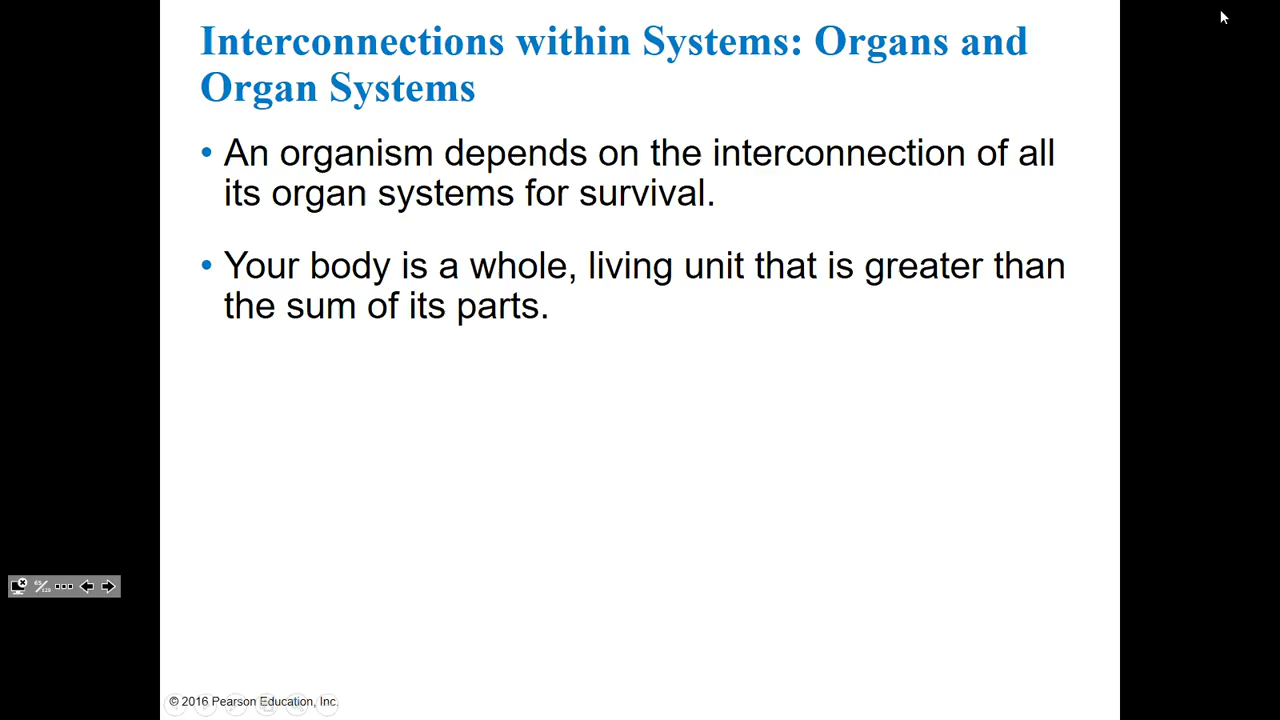 Interconnections within Systems: Organs and
Organ Systems
• An organism depends on the interconnection of all
its organ systems for survival.
• Your body is a whole, living unit that is greater than
the sum of its parts.
© 2016 Pearson Education, Inc.